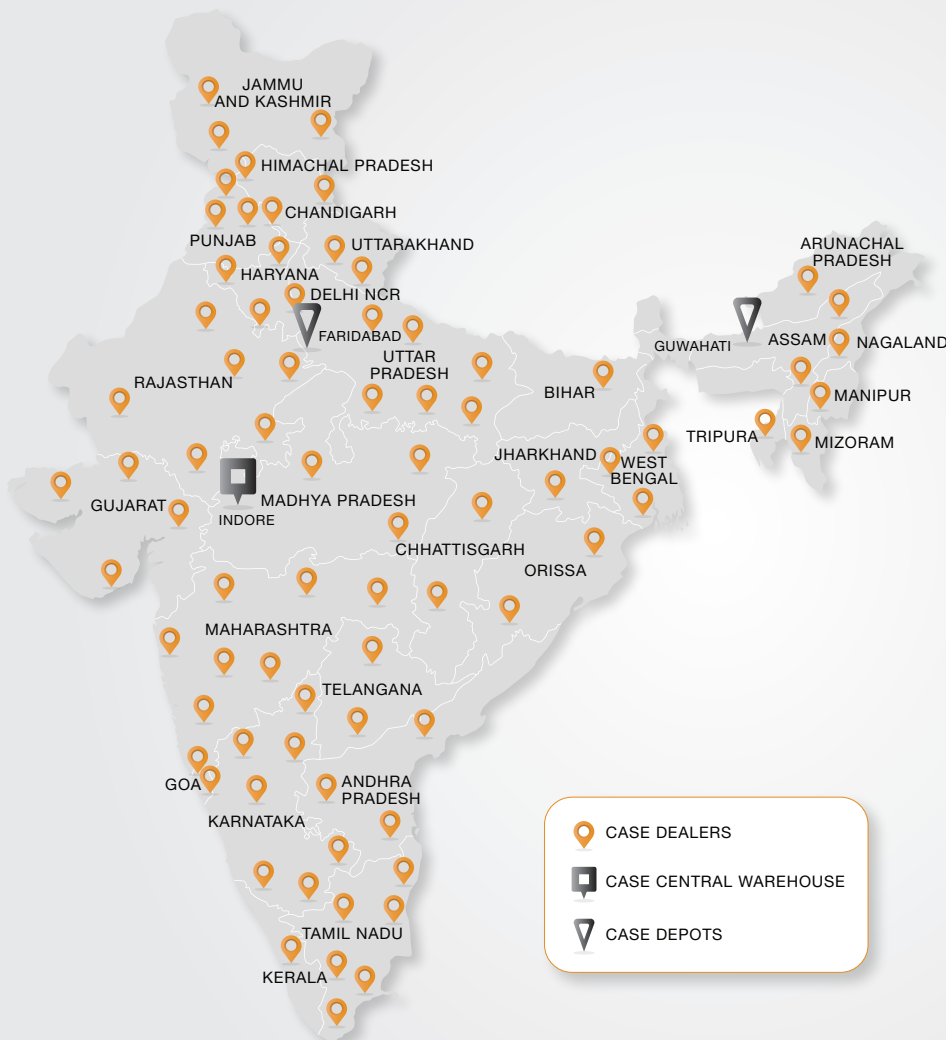 JAMMU
AND KASHMIR
HIMACHAL PRADESH
CHANDIGARH
PUNJAB
UTTARAKHAND
HARYANA
DELHI NCR
FARIDABAD
UTTAR
PRADESH
RAJASTHAN
BIHAR
ARUNACHAL
PRADESH
GUWAHATI
ASSAM
NAGALAND
MANIPUR
TRIPURA
MIZORAM
JHARKHAND
WEST
BENGAL
GUJARAT
MADHYA PRADESH
INDORE
CHHATTISGARH
ORISSA
MAHARASHTRA
TELANGANA
GOA
ANDHRA
PRADESH
KARNATAKA
TAMIL NADU
KERALA
CASE DEALERS
CASE CENTRAL WAREHOUSE
CASE DEPOTS